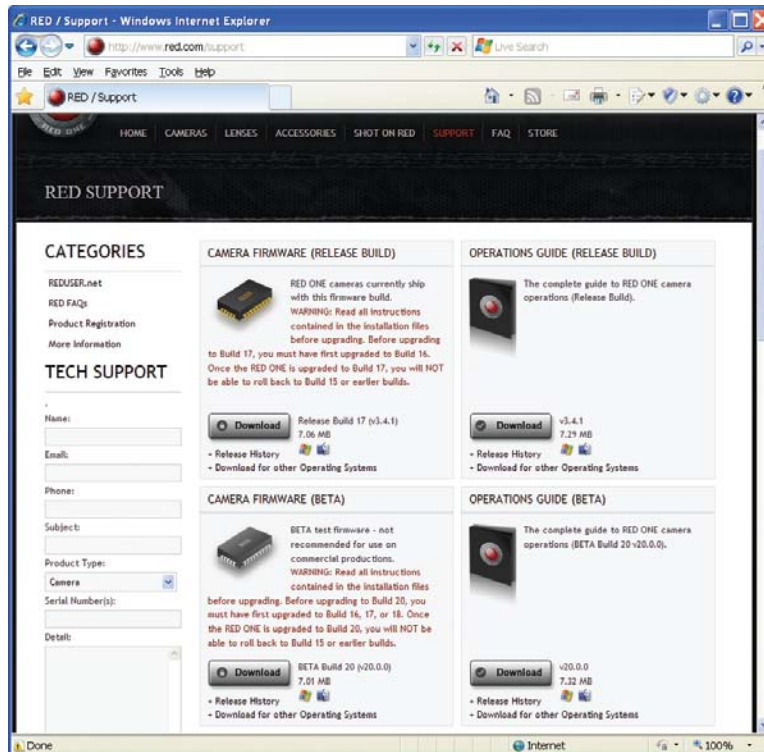 RED / Support - Windows Internet Explorer
http://www.red.com/support
Live Search
File Edit View Favorites Tools Help
RED / Support
RED ONE
HOME CAMERAS LENSES ACCESSORIES SHOT ON RED SUPPORT FAQ STORE
RED SUPPORT
CATEGORIES
REDUSER.net
RED FAQs
Product Registration
More Information
TECH SUPPORT
.
Name:
Email:
Phone:
Subject:
Product Type:
Camera
Serial Number(s):
Detail:
CAMERA FIRMWARE (RELEASE BUILD)
RED ONE cameras currently ship
with this firmware build.
WARNING: Read all instructions
contained in the installation files
before upgrading. Before upgrading
to Build 17, you must have first upgraded to Build 16.
Once the RED ONE is upgraded to Build 17, you will NOT
be able to roll back to Build 15 or earlier builds.
Download
Release Build 17 (v3.4.1)
7.06 MB
+ Release History
+ Download for other Operating Systems
OPERATIONS GUIDE (RELEASE BUILD)
The complete guide to RED ONE camera
operations (Release Build).
Download
v3.4.1
7.29 MB
+ Release History
+ Download for other Operating Systems
CAMERA FIRMWARE (BETA)
BETA test firmware - not
recommended for use on
commercial productions.
WARNING: Read all instructions
contained in the installation files
before upgrading. Before upgrading to Build 20, you
must have first upgraded to Build 16, 17, or 18. Once
the RED ONE is upgraded to Build 20, you will NOT be
able to roll back to Build 15 or earlier builds.
Download
BETA Build 20 (v20.0.0)
7.01 MB
+ Release History
+ Download for other Operating Systems
OPERATIONS GUIDE (BETA)
The complete guide to RED ONE camera
operations (BETA Build 20 v20.0.0).
Download
v20.0.0
7.32 MB
+ Release History
+ Download for other Operating Systems
Done
Internet
100%